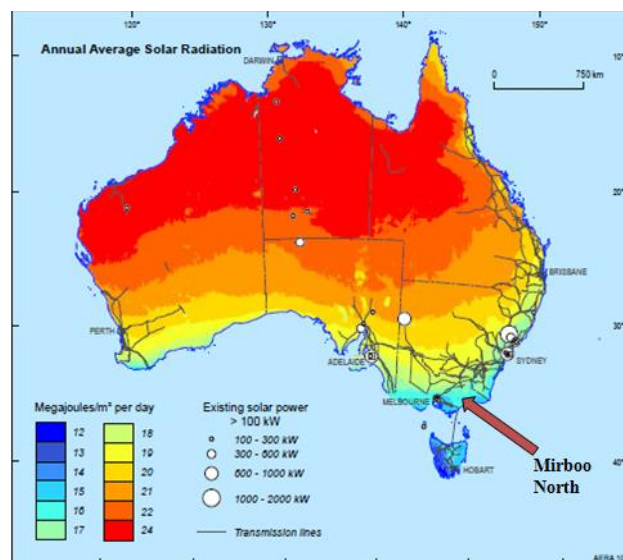 120° 130° 140° 150°
Annual Average Solar Radiation
DARWIN
10°
0 750 km
20°
BRISBANE
30°
PERTH
ADELAIDE
SYDNEY
MELBOURNE
Megajoules/m² per day
12 18
13 19
14 20
15 21
16 22
17 24
Existing solar power
> 100 kW
100 - 300 kW
300 - 600 kW
600 - 1000 kW
1000 - 2000 kW
Transmission lines
HOBART
40°
Mirboo
North